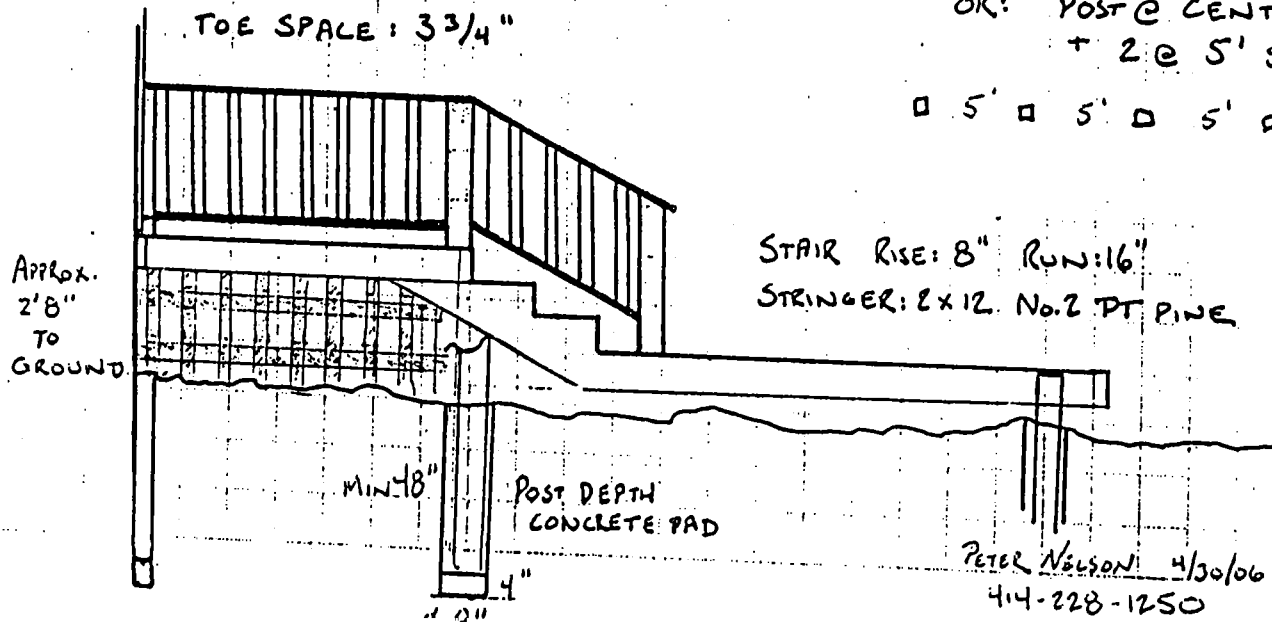 TOE SPACE: 3 3/4"
OR: POST @ CENT
+ 2 @ 5' S
5' 5' 5'
STAIR RISE: 8" RUN: 16"
STRINGER: 2x12 No.2 PT PINE
APPROX.
2'8"
TO
GROUND
MIN 48"
POST DEPTH
CONCRETE PAD
4"
PETER NELSON 4/30/06
414-228-1250